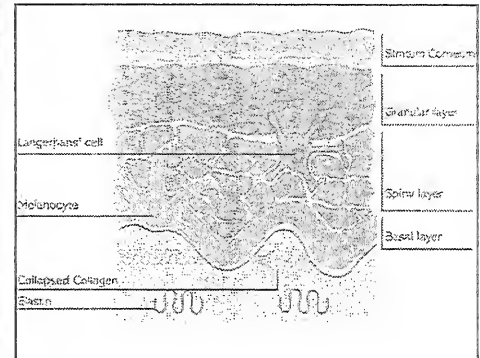 Stratum Corneum
Granular layer
Langerhans' cell
Spiny layer
Melanocyte
Basal layer
Collapsed Collagen
Elastin